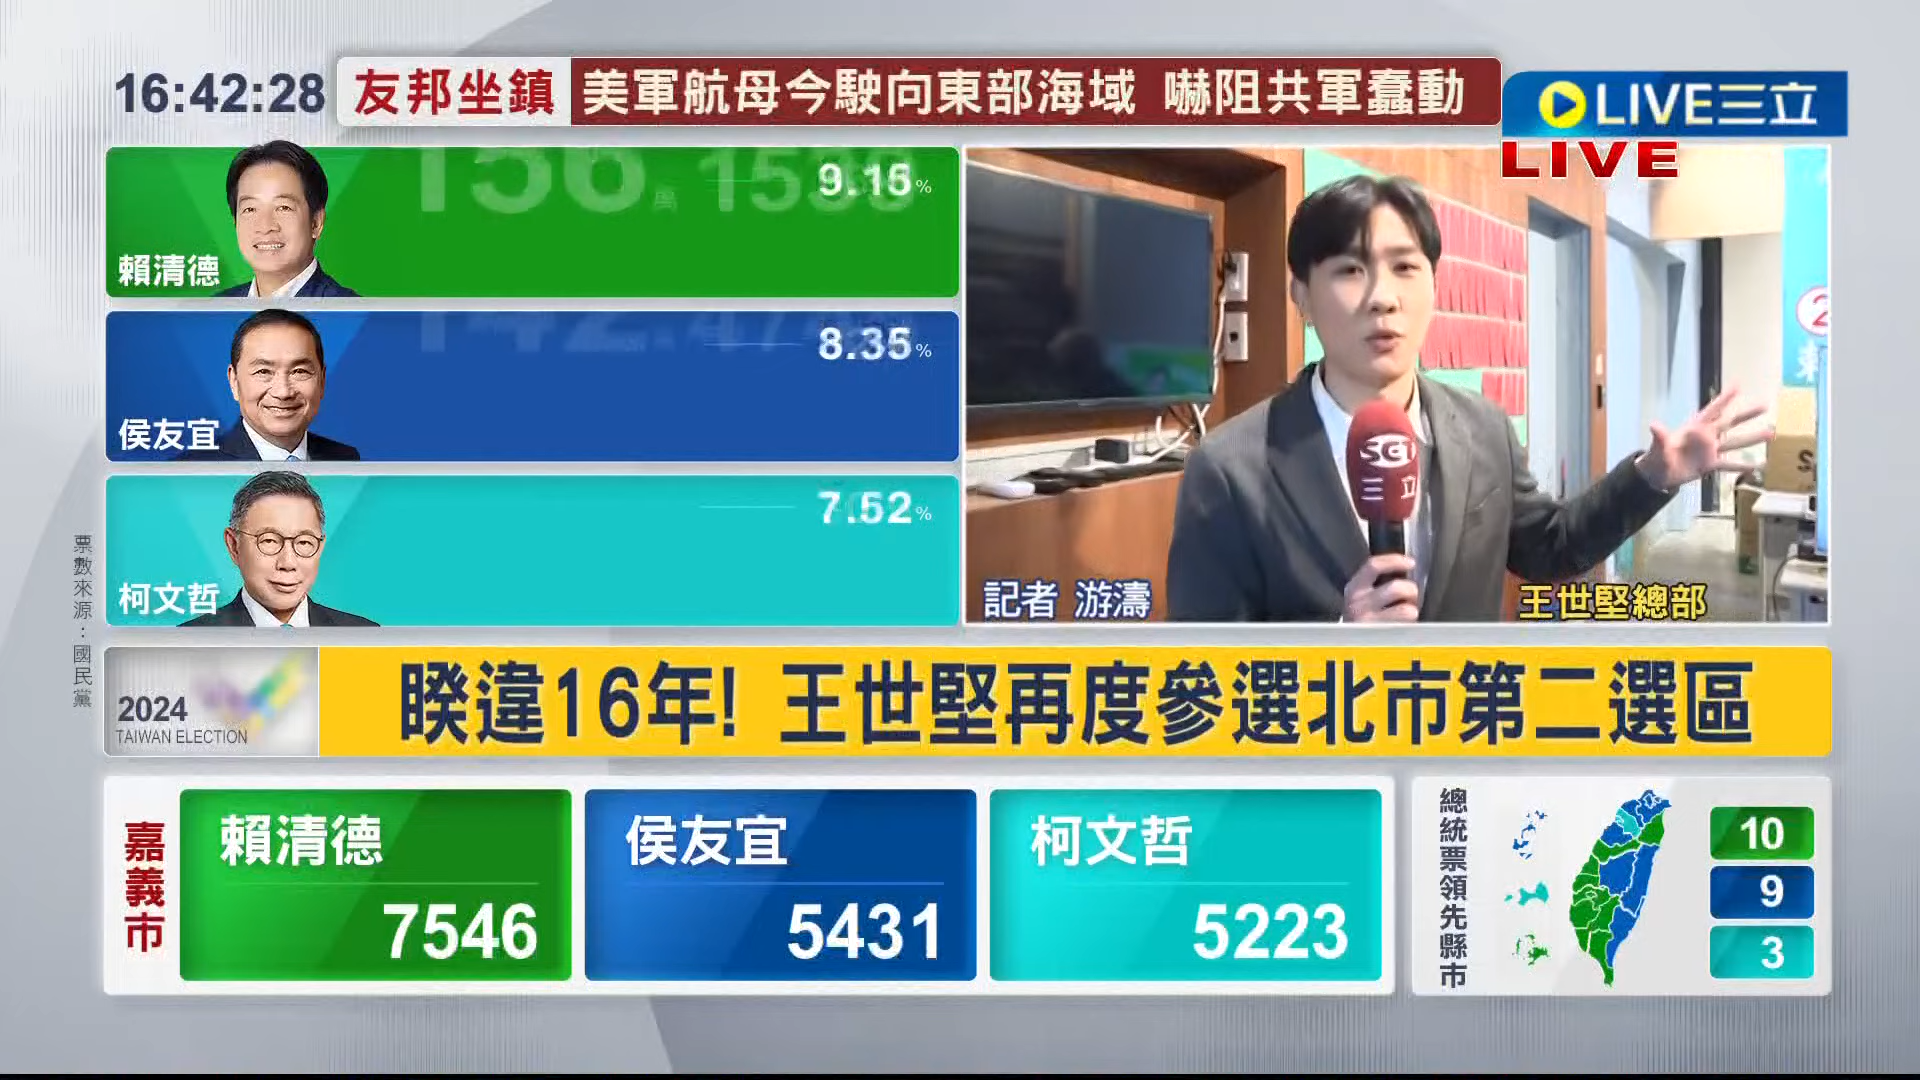 16:42:28
友邦坐鎮
美軍航母今駛向東部海域 嚇阻共軍蠢動
LIVE三立
LIVE
賴清德
9.15%
侯友宜
8.35%
柯文哲
7.52%
票數來源：國民黨
SET
三立
記者 游濤
王世堅總部
2024
TAIWAN ELECTION
睽違16年! 王世堅再度參選北市第二選區
嘉義市
賴清德
7546
侯友宜
5431
柯文哲
5223
總統票領先縣市
10
9
3